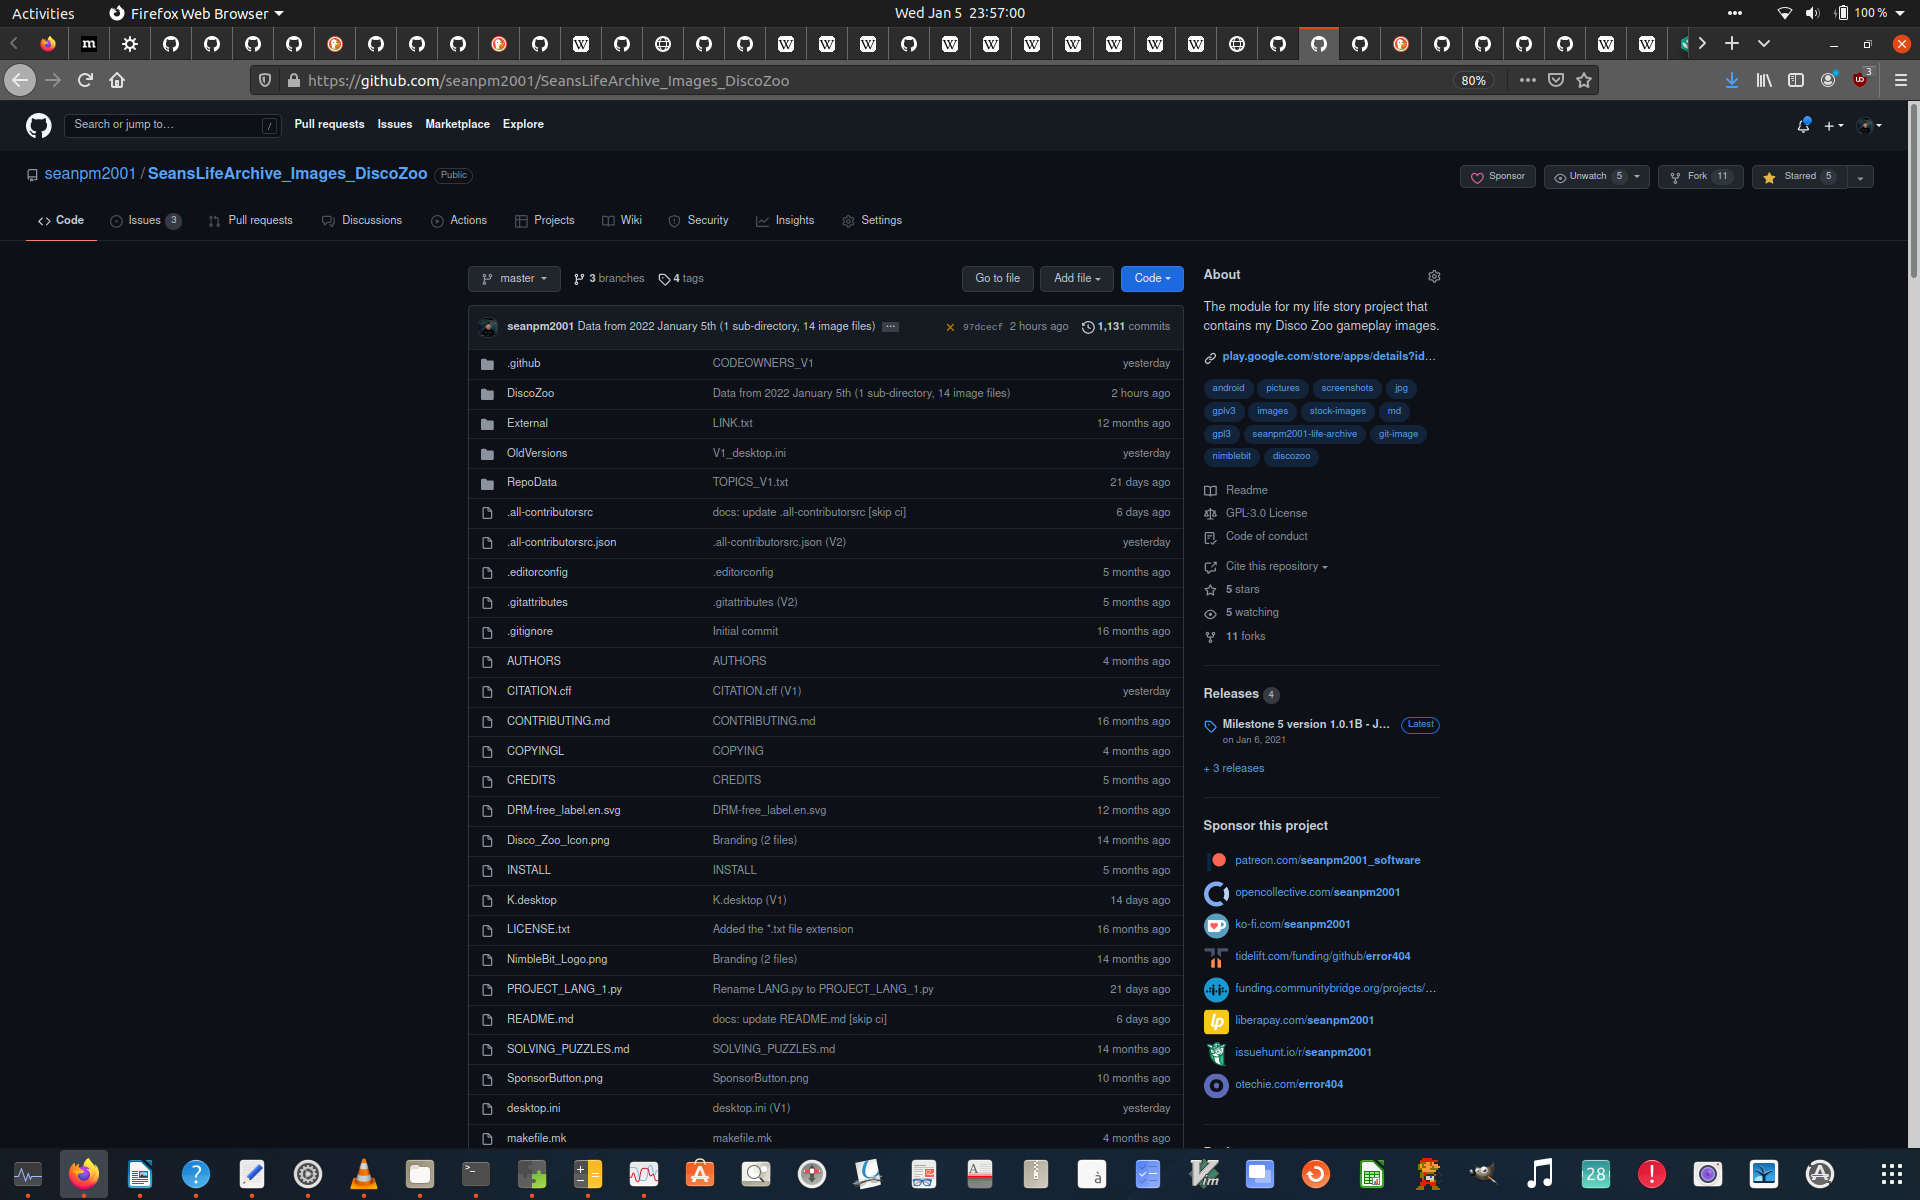 Activities Firefox Web Browser Wed Jan 5 23:57:00 100 %
https://github.com/seanpm2001/SeansLifeArchive_Images_DiscoZoo 80% 3
Search or jump to… / Pull requests Issues Marketplace Explore
seanpm2001 / SeansLifeArchive_Images_DiscoZoo Public Sponsor Unwatch 5 Fork 11 Starred 5
Code Issues 3 Pull requests Discussions Actions Projects Wiki Security Insights Settings
master 3 branches 4 tags Go to file Add file Code
seanpm2001 Data from 2022 January 5th (1 sub-directory, 14 image files) … 97dcecf 2 hours ago 1,131 commits
.github CODEOWNERS_V1 yesterday
DiscoZoo Data from 2022 January 5th (1 sub-directory, 14 image files) 2 hours ago
External LINK.txt 12 months ago
OldVersions V1_desktop.ini yesterday
RepoData TOPICS_V1.txt 21 days ago
.all-contributorsrc docs: update .all-contributorsrc [skip ci] 6 days ago
.all-contributorsrc.json .all-contributorsrc.json (V2) yesterday
.editorconfig .editorconfig 5 months ago
.gitattributes .gitattributes (V2) 5 months ago
.gitignore Initial commit 16 months ago
AUTHORS AUTHORS 4 months ago
CITATION.cff CITATION.cff (V1) yesterday
CONTRIBUTING.md CONTRIBUTING.md 16 months ago
COPYINGL COPYING 4 months ago
CREDITS CREDITS 5 months ago
DRM-free_label.en.svg DRM-free_label.en.svg 12 months ago
Disco_Zoo_Icon.png Branding (2 files) 14 months ago
INSTALL INSTALL 5 months ago
K.desktop K.desktop (V1) 14 days ago
LICENSE.txt Added the *.txt file extension 16 months ago
NimbleBit_Logo.png Branding (2 files) 14 months ago
PROJECT_LANG_1.py Rename LANG.py to PROJECT_LANG_1.py 21 days ago
README.md docs: update README.md [skip ci] 6 days ago
SOLVING_PUZZLES.md SOLVING_PUZZLES.md 14 months ago
SponsorButton.png SponsorButton.png 10 months ago
desktop.ini desktop.ini (V1) yesterday
makefile.mk makefile.mk 4 months ago
About
The module for my life story project that
contains my Disco Zoo gameplay images.
play.google.com/store/apps/details?id…
android pictures screenshots jpg
gplv3 images stock-images md
gpl3 seanpm2001-life-archive git-image
nimblebit discozoo
Readme
GPL-3.0 License
Code of conduct
Cite this repository
5 stars
5 watching
11 forks
Releases 4
Milestone 5 version 1.0.1B - J… Latest
on Jan 6, 2021
+ 3 releases
Sponsor this project
patreon.com/seanpm2001_software
opencollective.com/seanpm2001
ko-fi.com/seanpm2001
tidelift.com/funding/github/error404
funding.communitybridge.org/projects/…
liberapay.com/seanpm2001
issuehunt.io/r/seanpm2001
otechie.com/error404
28